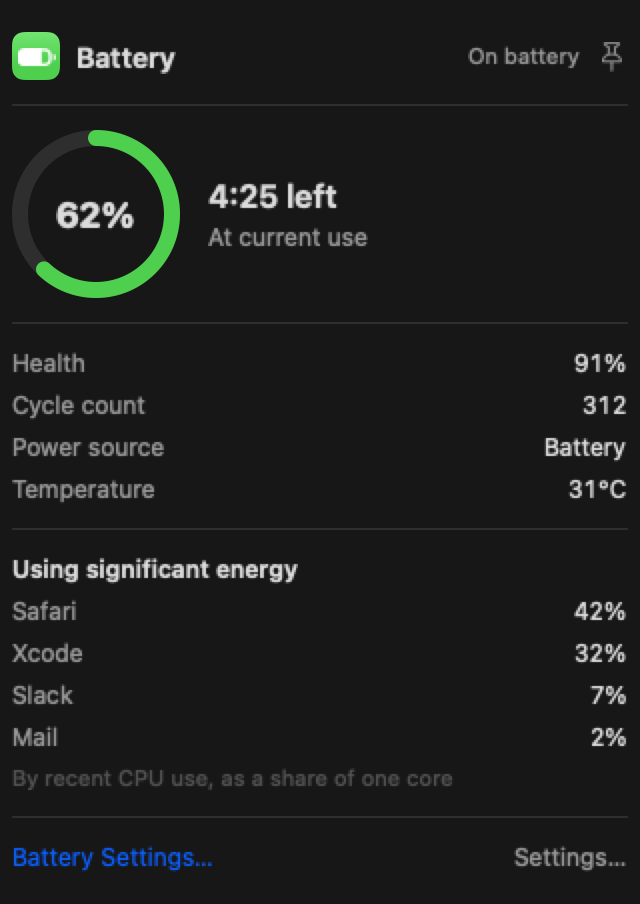 Battery On battery
62%
4:25 left
At current use
Health 91%
Cycle count 312
Power source Battery
Temperature 31°C
Using significant energy
Safari 42%
Xcode 32%
Slack 7%
Mail 2%
By recent CPU use, as a share of one core
Battery Settings... Settings...